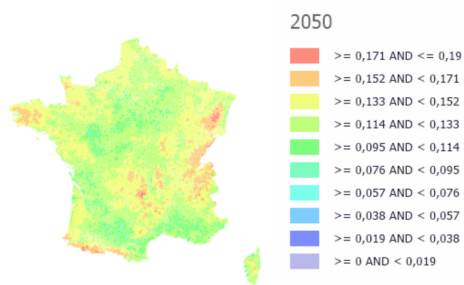 2050
>= 0,171 AND <= 0,19
>= 0,152 AND < 0,171
>= 0,133 AND < 0,152
>= 0,114 AND < 0,133
>= 0,095 AND < 0,114
>= 0,076 AND < 0,095
>= 0,057 AND < 0,076
>= 0,038 AND < 0,057
>= 0,019 AND < 0,038
>= 0 AND < 0,019